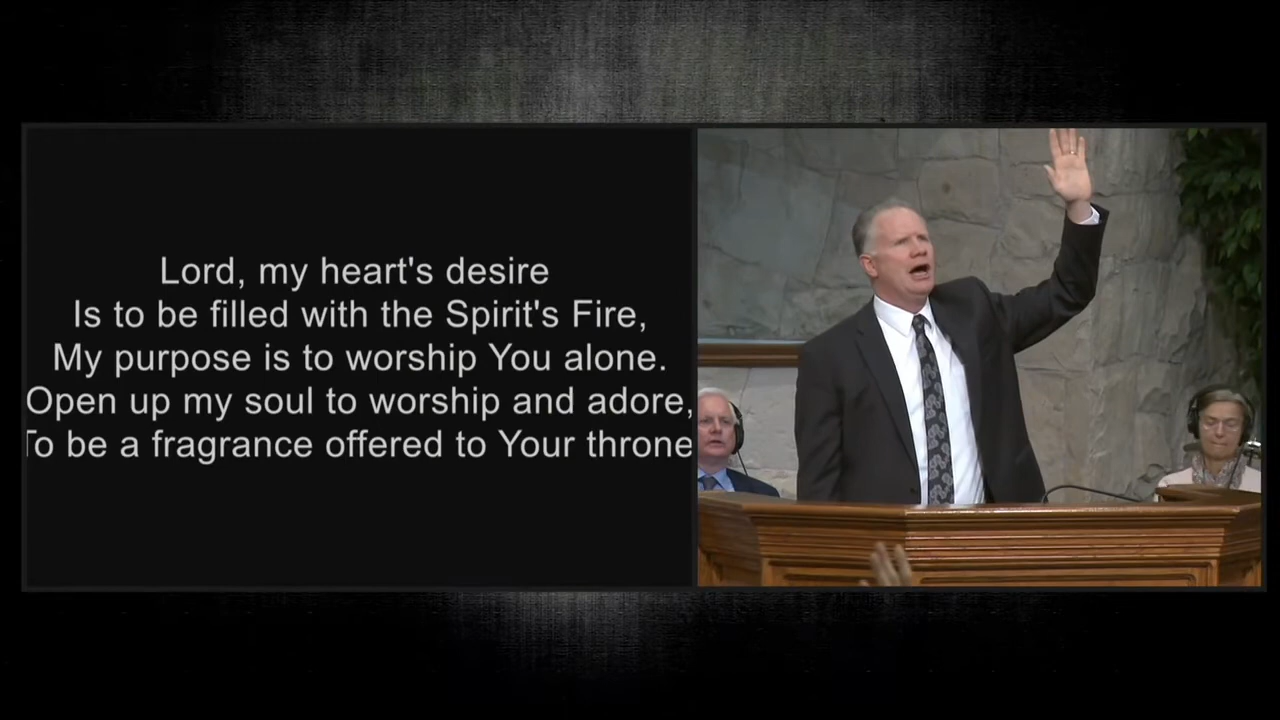 Lord, my heart's desire
Is to be filled with the Spirit's Fire,
My purpose is to worship You alone.
Open up my soul to worship and adore,
To be a fragrance offered to Your throne